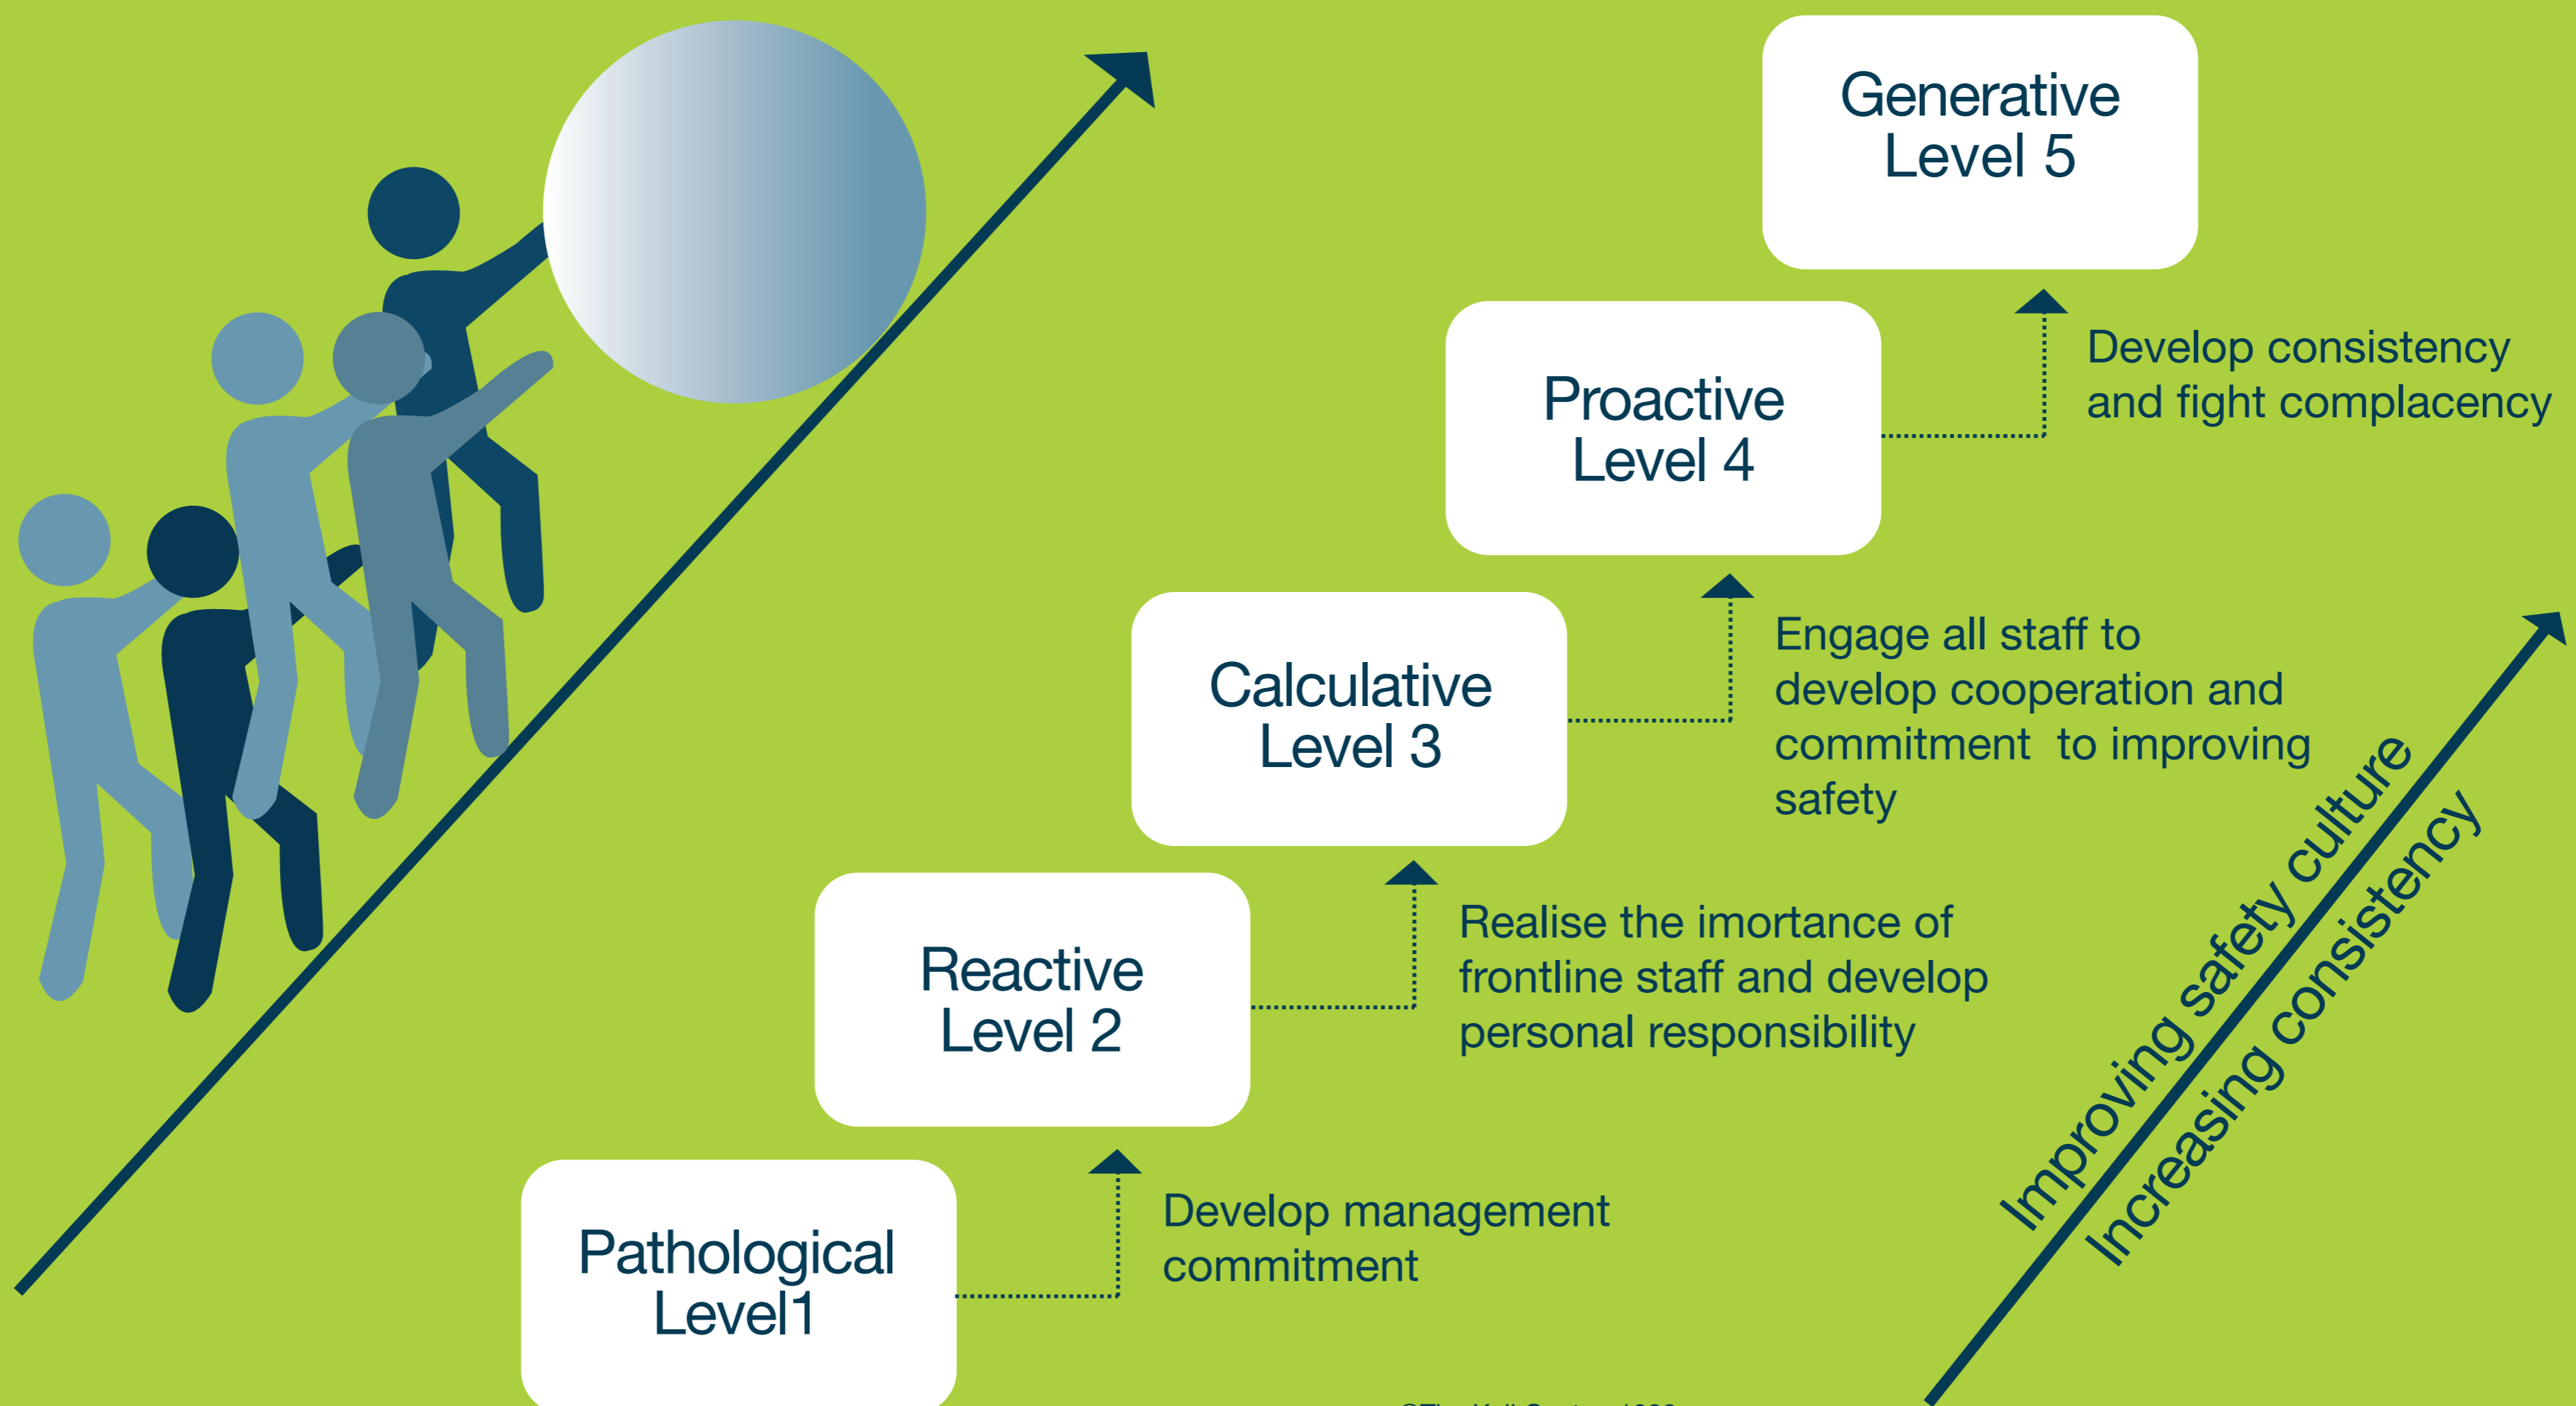 Generative
Level 5
Develop consistency
and fight complacency
Proactive
Level 4
Engage all staff to
develop cooperation and
commitment  to improving
safety
Calculative
Level 3
Realise the imortance of
frontline staff and develop
personal responsibility
Reactive
Level 2
Develop management
commitment
Pathological
Level1
Improving safety culture
Increasing consistency